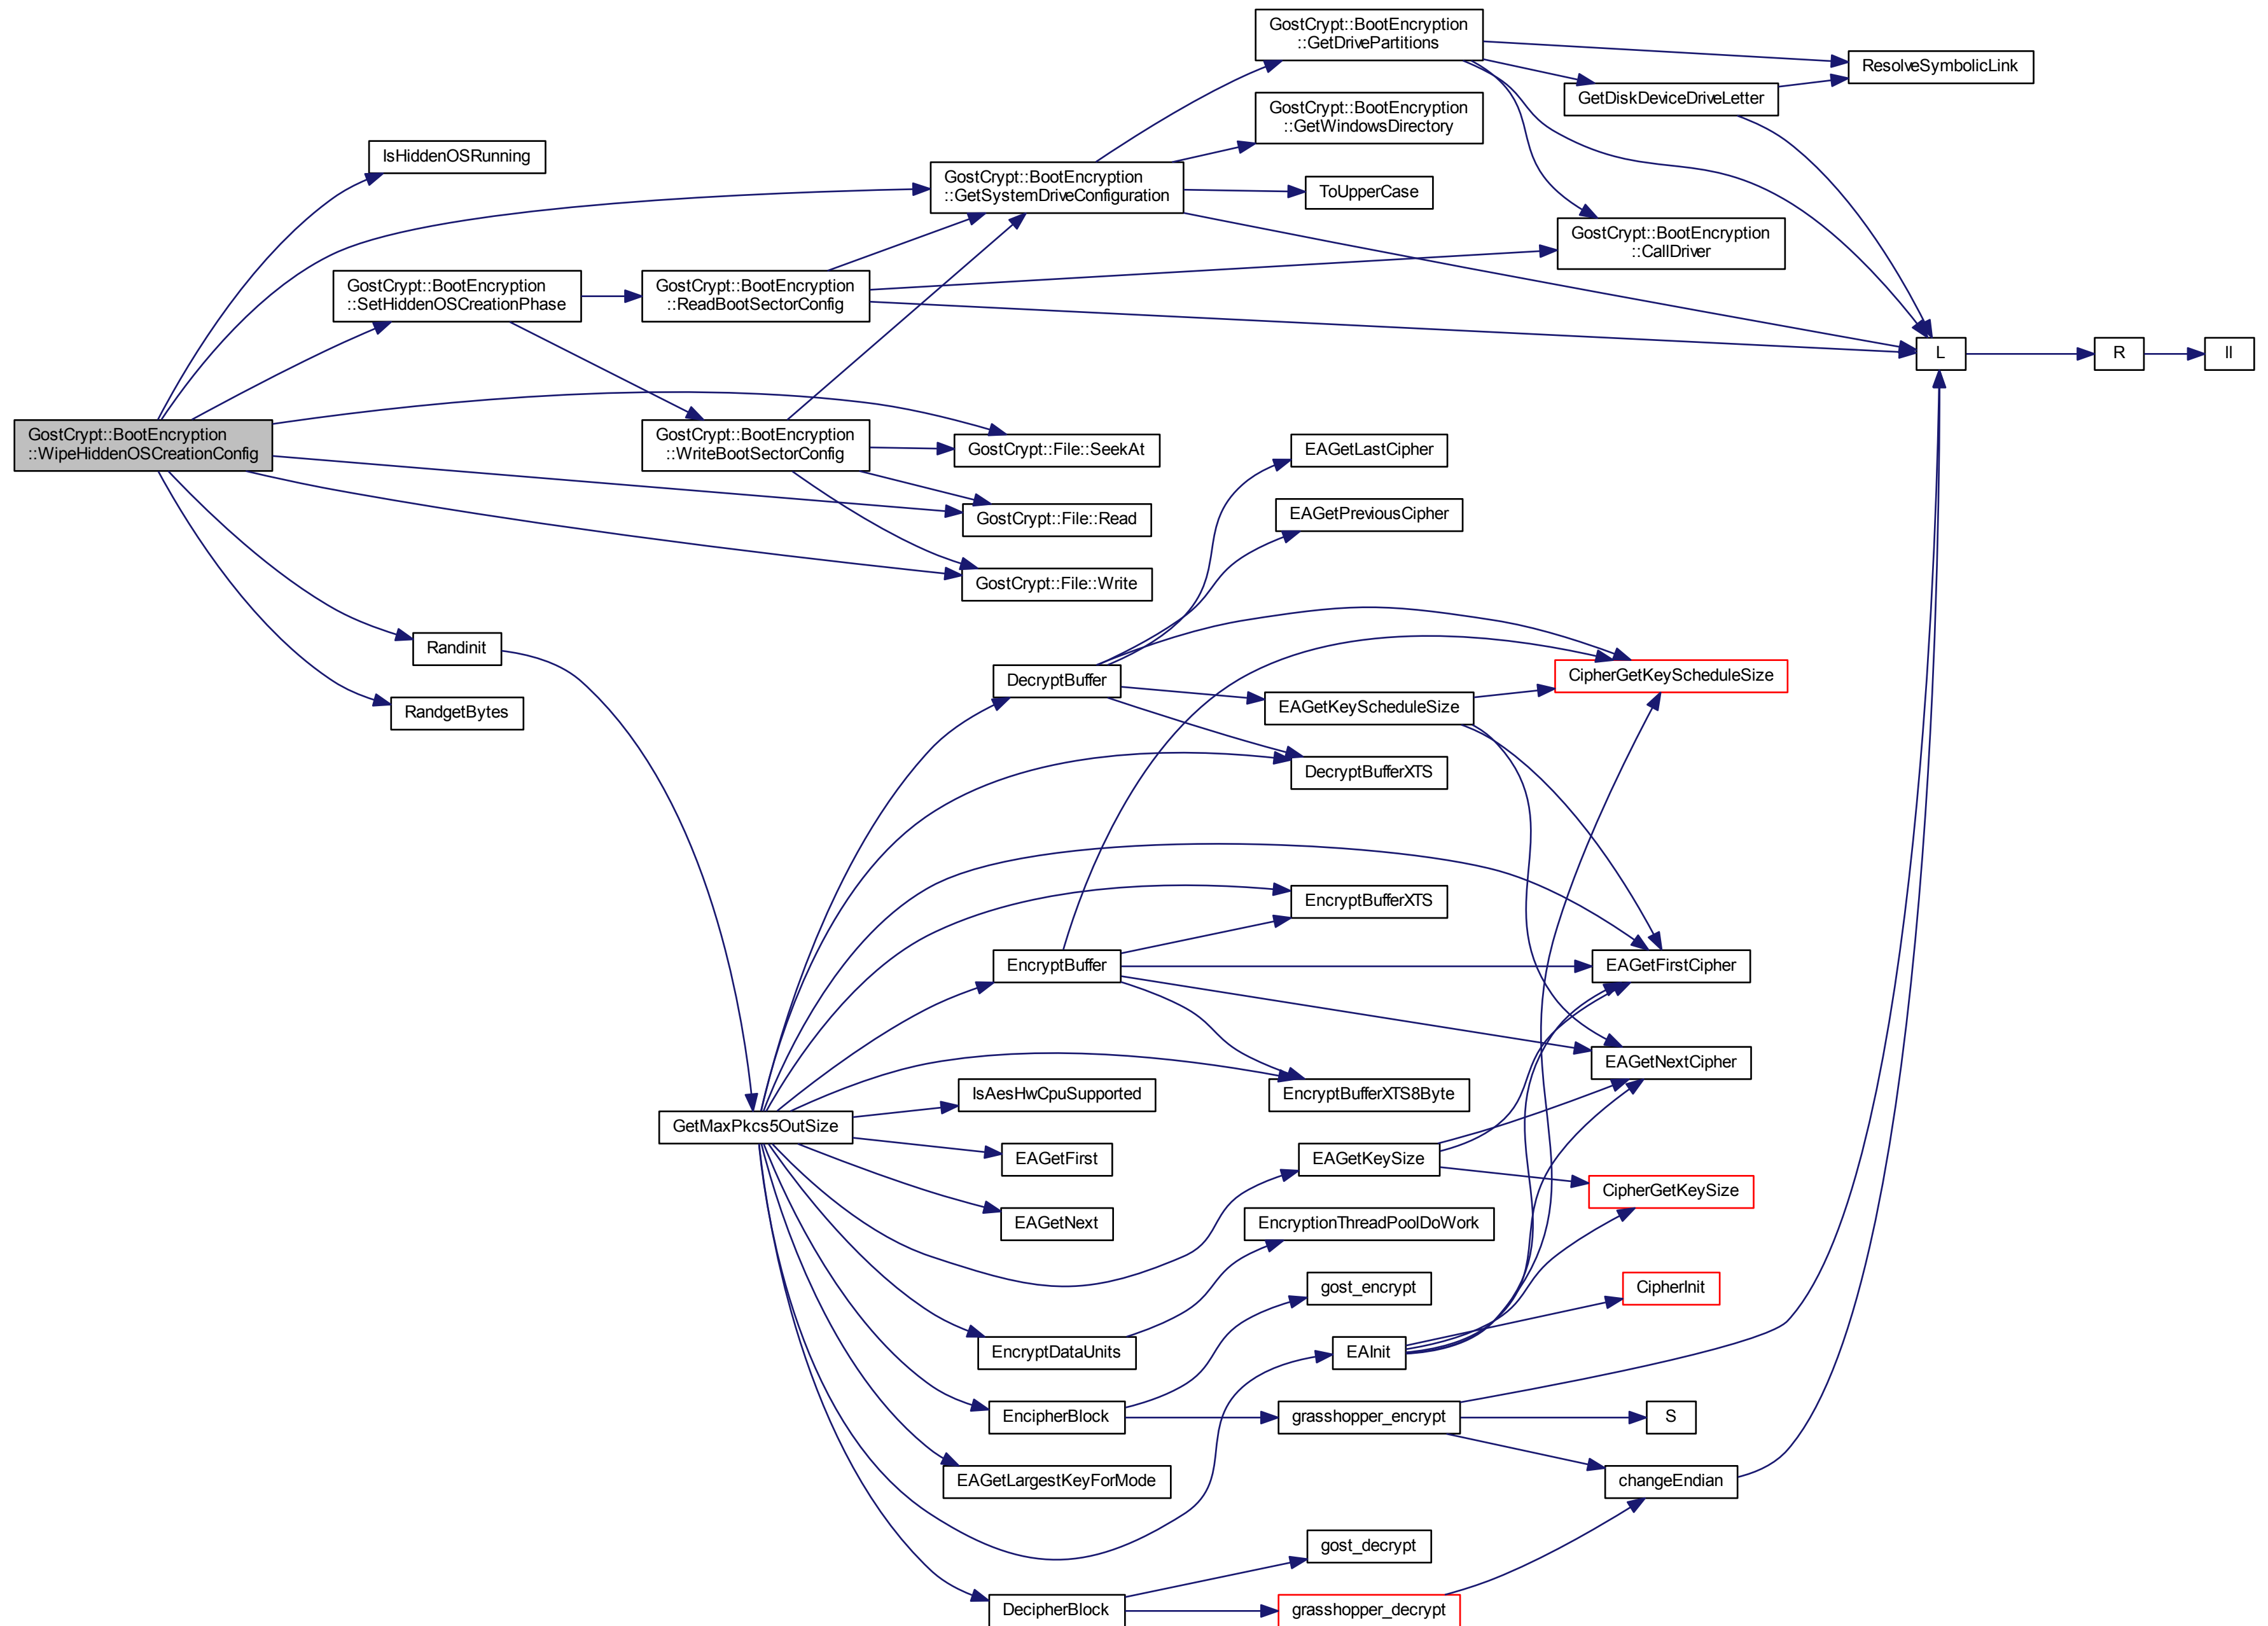 GostCrypt::BootEncryption
::GetDrivePartitions
ResolveSymbolicLink
GetDiskDeviceDriveLetter
GostCrypt::BootEncryption
::GetWindowsDirectory
IsHiddenOSRunning
GostCrypt::BootEncryption
::GetSystemDriveConfiguration
ToUpperCase
GostCrypt::BootEncryption
::CallDriver
GostCrypt::BootEncryption
::SetHiddenOSCreationPhase
GostCrypt::BootEncryption
::ReadBootSectorConfig
L
R
ll
GostCrypt::BootEncryption
::WipeHiddenOSCreationConfig
GostCrypt::BootEncryption
::WriteBootSectorConfig
GostCrypt::File::SeekAt
EAGetLastCipher
GostCrypt::File::Read
EAGetPreviousCipher
GostCrypt::File::Write
Randinit
DecryptBuffer
CipherGetKeyScheduleSize
RandgetBytes
EAGetKeyScheduleSize
DecryptBufferXTS
EncryptBufferXTS
EncryptBuffer
EAGetFirstCipher
EAGetNextCipher
IsAesHwCpuSupported
EncryptBufferXTS8Byte
GetMaxPkcs5OutSize
EAGetFirst
EAGetKeySize
CipherGetKeySize
EAGetNext
EncryptionThreadPoolDoWork
gost_encrypt
CipherInit
EncryptDataUnits
EAInit
EncipherBlock
grasshopper_encrypt
S
EAGetLargestKeyForMode
changeEndian
gost_decrypt
DecipherBlock
grasshopper_decrypt